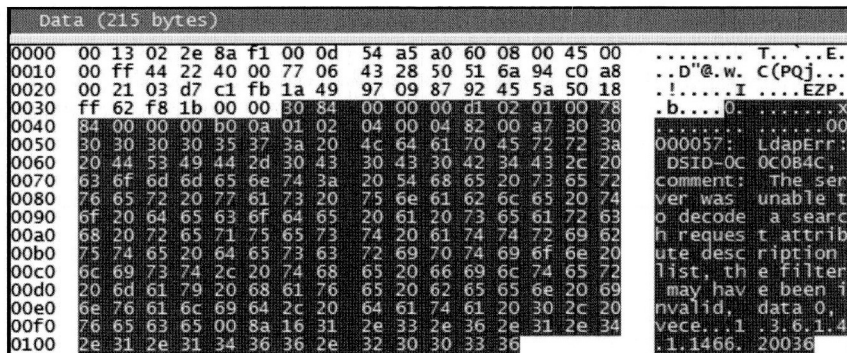 Data (215 bytes)
0000 00 13 02 2e 8a f1 00 0d 54 a5 a0 60 08 00 45 00 ........ T..`..E.
0010 00 ff 44 22 40 00 77 06 43 28 50 51 6a 94 c0 a8 ..D"@.w. C(PQj...
0020 00 21 03 d7 c1 fb 1a 49 97 09 87 92 45 5a 50 18 .!.....I ....EZP.
0030 ff 62 f8 1b 00 00 30 84 00 00 00 d1 02 01 00 78 .b....0. .......x
0040 84 00 00 00 b0 0a 01 02 04 00 04 82 00 a7 30 30 ........ ......00
0050 30 30 30 30 35 37 3a 20 4c 64 61 70 45 72 72 3a 000057: LdapErr:
0060 20 44 53 49 44 2d 30 43 30 43 30 42 34 43 2c 20 DSID-0C 0C0B4C,
0070 63 6f 6d 6d 65 6e 74 3a 20 54 68 65 20 73 65 72 comment: The ser
0080 76 65 72 20 77 61 73 20 75 6e 61 62 6c 65 20 74 ver was unable t
0090 6f 20 64 65 63 6f 64 65 20 61 20 73 65 61 72 63 o decode a searc
00a0 68 20 72 65 71 75 65 73 74 20 61 74 74 72 69 62 h reques t attrib
00b0 75 74 65 20 64 65 73 63 72 69 70 74 69 6f 6e 20 ute desc ription
00c0 6c 69 73 74 2c 20 74 68 65 20 66 69 6c 74 65 72 list, th e filter
00d0 20 6d 61 79 20 68 61 76 65 20 62 65 65 6e 20 69 may hav e been i
00e0 6e 76 61 6c 69 64 2c 20 64 61 74 61 20 30 2c 20 nvalid, data 0,
00f0 76 65 63 65 00 8a 16 31 2e 33 2e 36 2e 31 2e 34 vece...1 .3.6.1.4
0100 2e 31 2e 31 34 36 36 2e 32 30 30 33 36 .1.1466. 20036